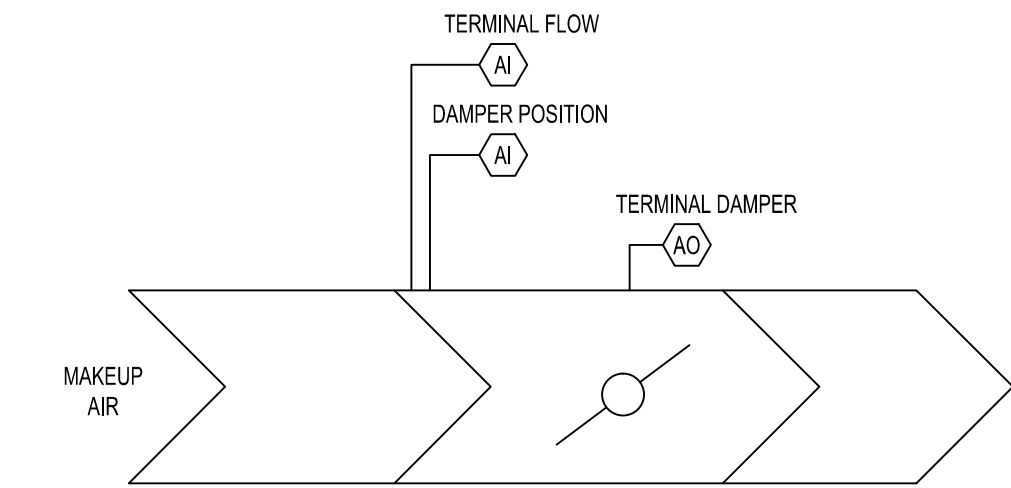 TERMINAL FLOW
AI
DAMPER POSITION
AI
TERMINAL DAMPER
AO
MAKEUP
AIR